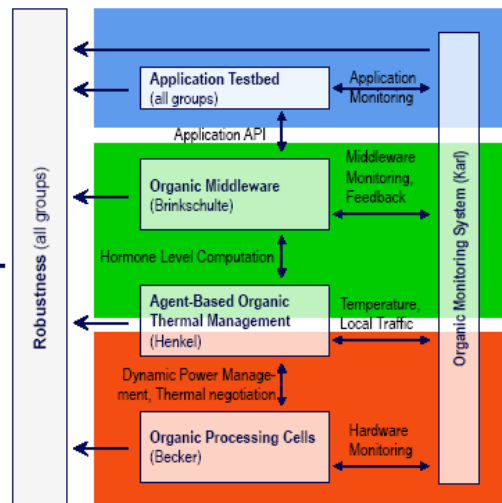 Robustness (all groups)
Application Testbed
(all groups)
Application
Monitoring
Application API
Organic Middleware
(Brinkschulte)
Middleware
Monitoring,
Feedback
Hormone Level Computation
Agent-Based Organic
Thermal Management
(Henkel)
Temperature,
Local Traffic
Dynamic Power Manage-
ment, Thermal negotiation
Organic Processing Cells
(Becker)
Hardware
Monitoring
Organic Monitoring System (Karl)